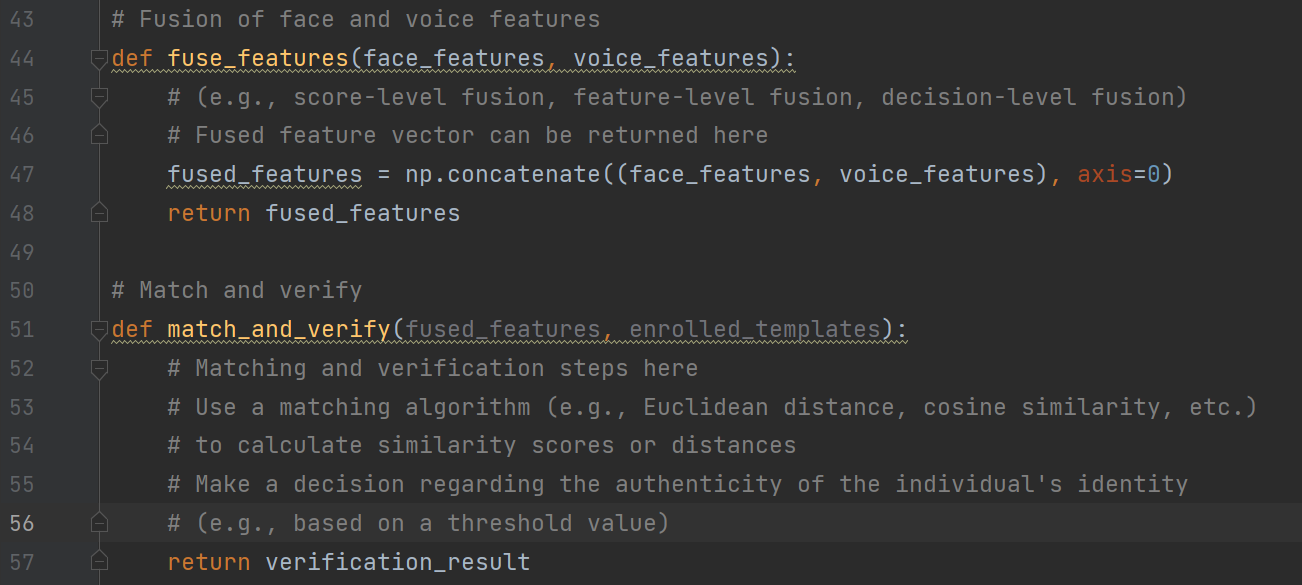 43 # Fusion of face and voice features
44 def fuse_features(face_features, voice_features):
45     # (e.g., score-level fusion, feature-level fusion, decision-level fusion)
46     # Fused feature vector can be returned here
47     fused_features = np.concatenate((face_features, voice_features), axis=0)
48     return fused_features
49
50 # Match and verify
51 def match_and_verify(fused_features, enrolled_templates):
52     # Matching and verification steps here
53     # Use a matching algorithm (e.g., Euclidean distance, cosine similarity, etc.)
54     # to calculate similarity scores or distances
55     # Make a decision regarding the authenticity of the individual's identity
56     # (e.g., based on a threshold value)
57     return verification_result